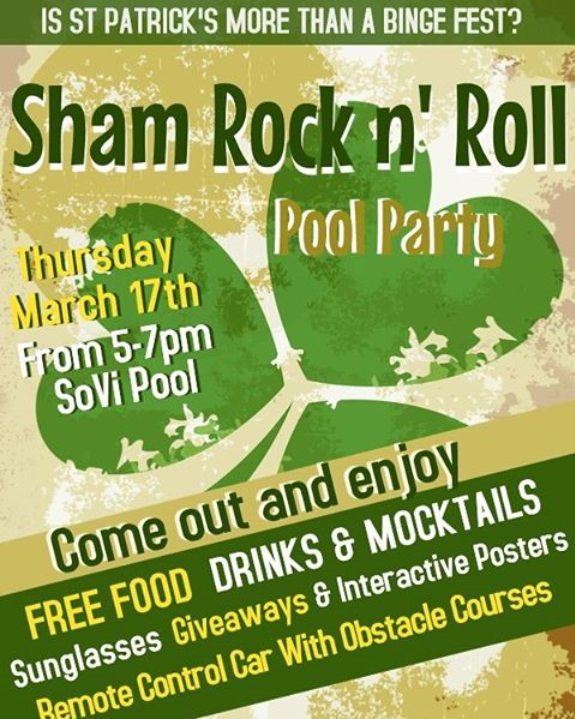 IS ST PATRICK'S MORE THAN A BINGE FEST?
Sham Rock n' Roll
Pool Party
Thursday
March 17th
From 5-7pm
SoVi Pool
Come out and enjoy
FREE FOOD DRINKS & MOCKTAILS
Sunglasses Giveaways & Interactive Posters
Remote Control Car With Obstacle Courses